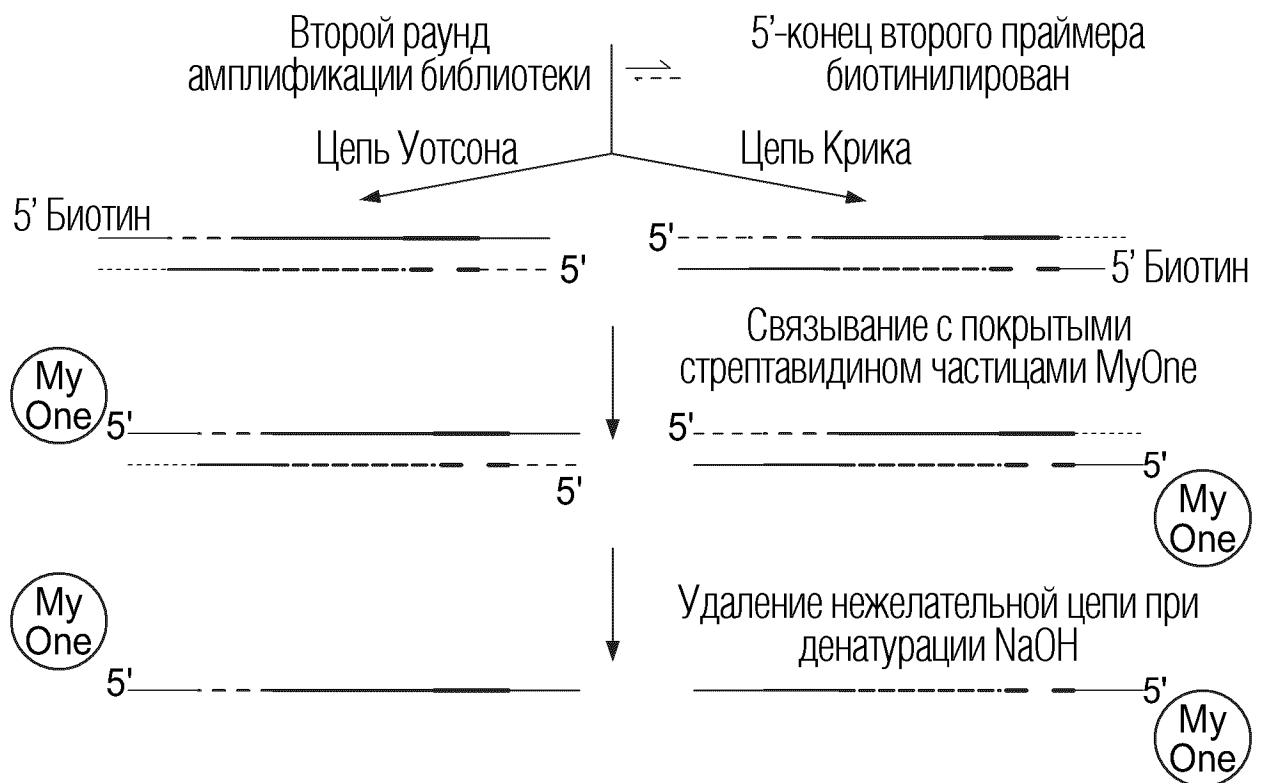 Второй раунд
амплификации библиотеки
5’-конец второго праймера
биотинилирован
Цепь Уотсона
Цепь Крика
5’ Биотин
5'
5'
5’ Биотин
Связывание с покрытыми
стрептавидином частицами MyOne
My
One
5'
5'
5'
5'
My
One
My
One
Удаление нежелательной цепи при
денатурации NaOH
5'
5'
My
One